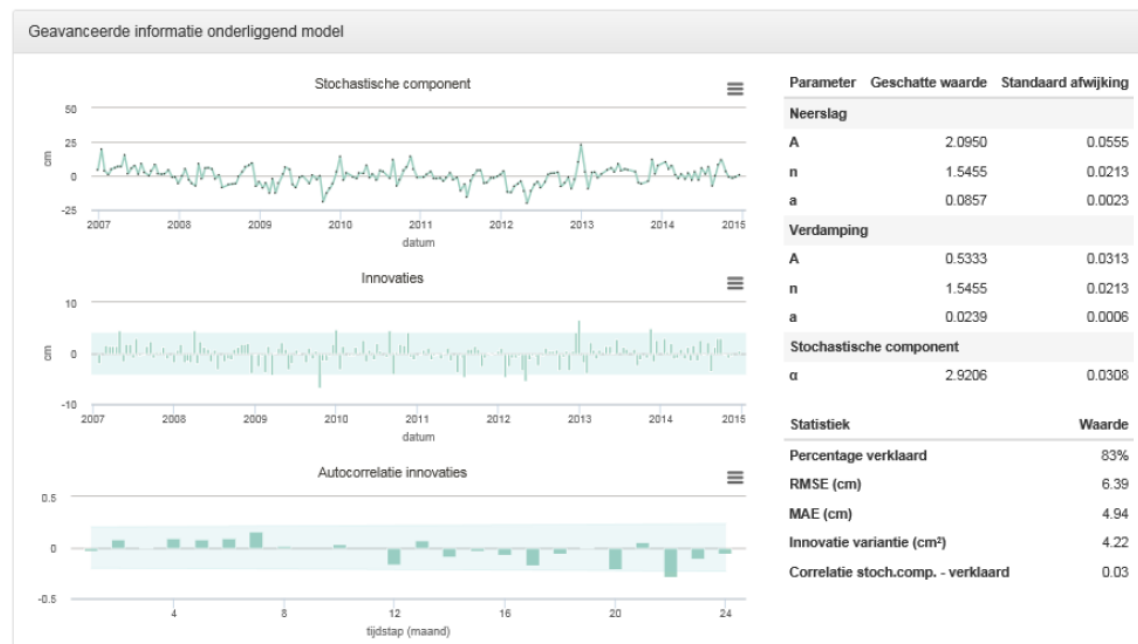 Geavanceerde informatie onderliggend model
Stochastische component
50
25
0
-25
cm
2007 2008 2009 2010 2011 2012 2013 2014 2015
datum
Innovaties
10
0
-10
cm
2007 2008 2009 2010 2011 2012 2013 2014 2015
datum
Autocorrelatie innovaties
0.5
0
-0.5
4 8 12 16 20 24
tijdstap (maand)
Parameter Geschatte waarde Standaard afwijking
Neerslag
A 2.0950 0.0555
n 1.5455 0.0213
a 0.0857 0.0023
Verdamping
A 0.5333 0.0313
n 1.5455 0.0213
a 0.0239 0.0006
Stochastische component
α 2.9206 0.0308
Statistiek Waarde
Percentage verklaard 83%
RMSE (cm) 6.39
MAE (cm) 4.94
Innovatie variantie (cm²) 4.22
Correlatie stoch.comp. - verklaard 0.03